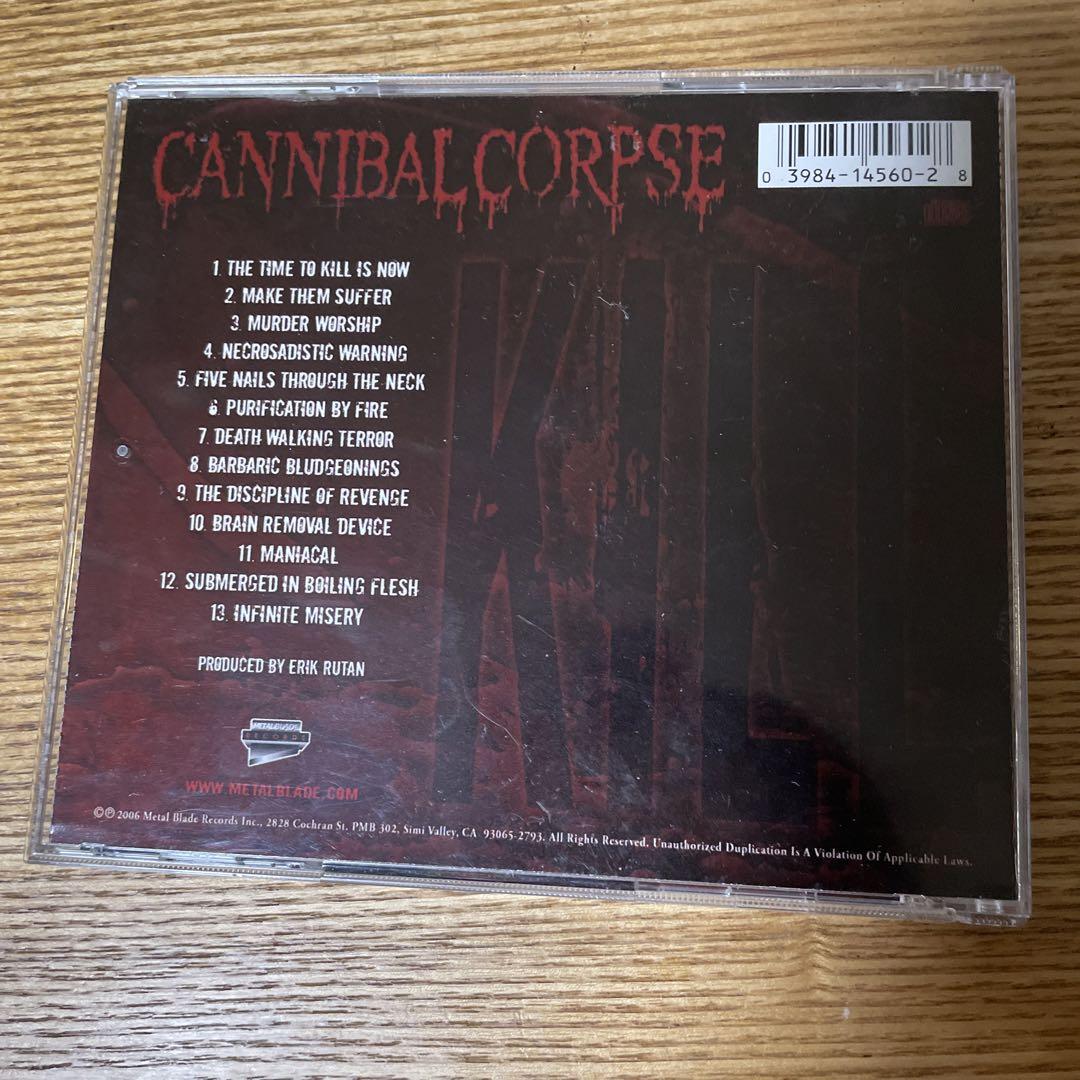 CANNIBAL CORPSE
0 3984-14560-2 8
1. THE TIME TO KILL IS NOW
2. MAKE THEM SUFFER
3. MURDER WORSHIP
4. NECROSADISTIC WARNING
5. FIVE NAILS THROUGH THE NECK
6. PURIFICATION BY FIRE
7. DEATH WALKING TERROR
8. BARBARIC BLUDGEONINGS
9. THE DISCIPLINE OF REVENGE
10. BRAIN REMOVAL DEVICE
11. MANIACAL
12. SUBMERGED IN BOILING FLESH
13. INFINITE MISERY
KILL
PRODUCED BY ERIK RUTAN
METAL BLADE
RECORDS
WWW.METALBLADE.COM
©℗ 2006 Metal Blade Records Inc., 2828 Cochran St. PMB 302, Simi Valley, CA 93065-2793. All Rights Reserved. Unauthorized Duplication Is A Violation Of Applicable Laws.